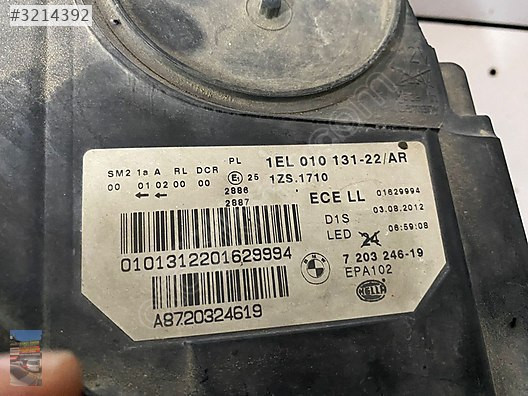 #3214392
SM2 1a A RL DCR PL 1EL 010 131-22/AR
00 01 02 00 00 E1 25 1ZS.1710
← ←
2886
2887
ECE LL 01629994
D1S 03.08.2012
LED 24 06:59:08
0101312201629994
7 203 246-19
EPA102
BMW
HELLA
A8720324619